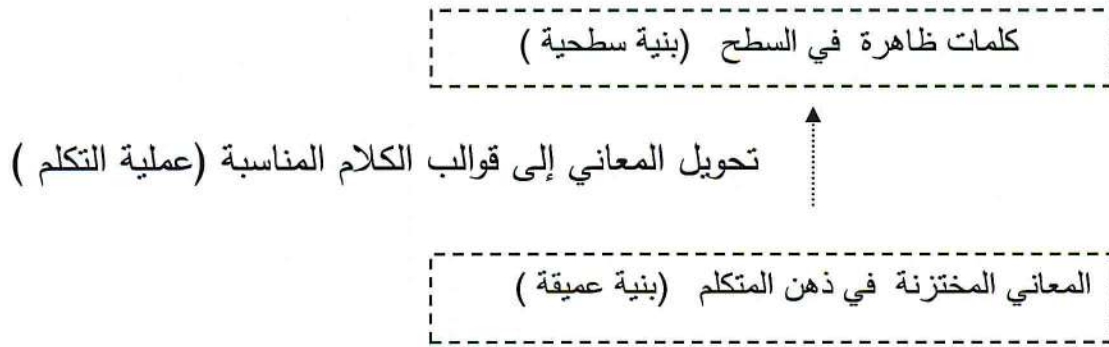 كلمات ظاهرة في السطح (بنية سطحية )
تحويل المعاني إلى قوالب الكلام المناسبة (عملية التكلم )
المعاني المختزنة في ذهن المتكلم (بنية عميقة )